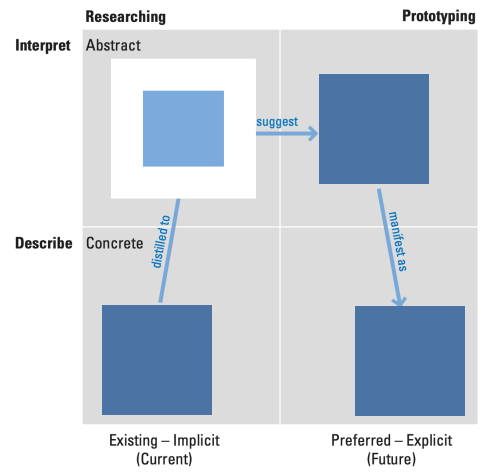 Researching
Prototyping
Interpret
Abstract
suggest
distilled to
manifest as
Describe
Concrete
Existing – Implicit
(Current)
Preferred – Explicit
(Future)